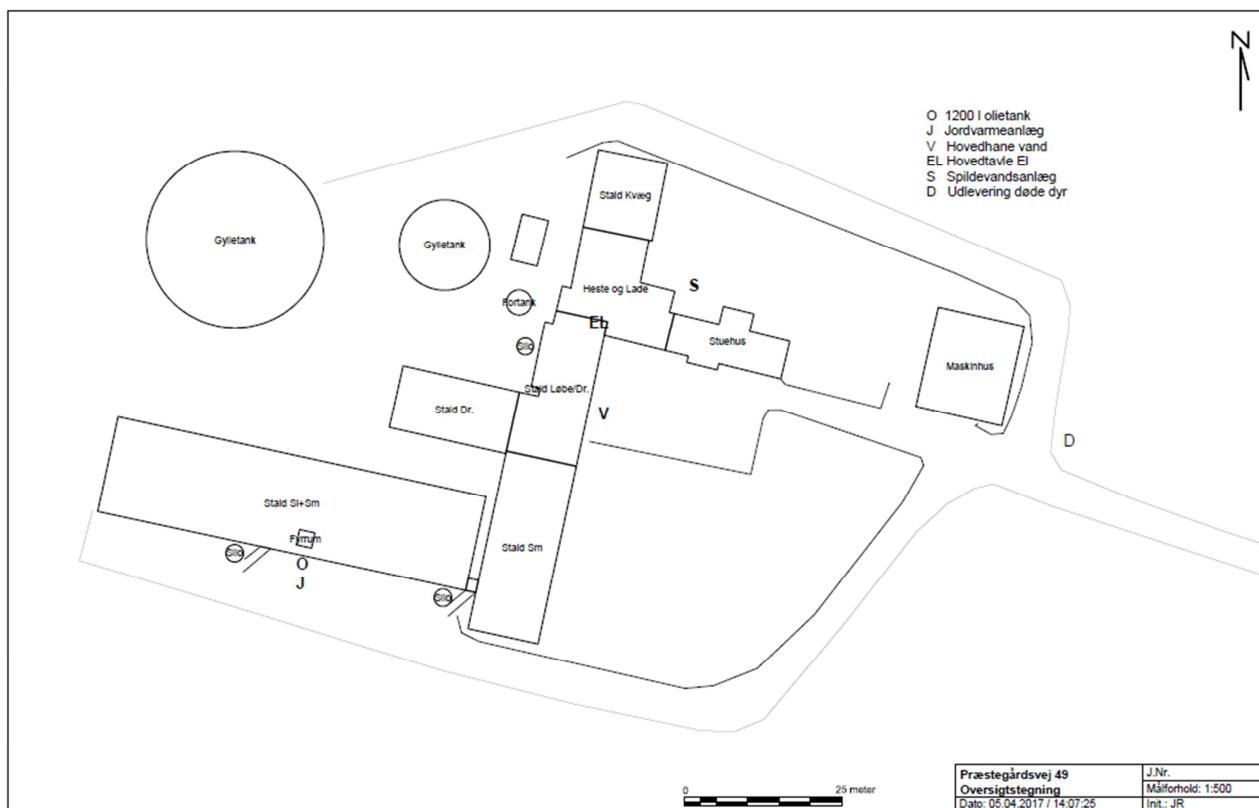 N
O 1200 l olietank
J Jordvarmeanlæg
V Hovedhane vand
EL Hovedtavle El
S Spildevandsanlæg
D Udlevering døde dyr
Stald Kvæg
Gylletank
Gylletank
Heste og Lade
S
Fortank
EL
Stuehus
Silo
Maskinhus
Stald Løbe/Dr.
Stald Dr.
V
D
Stald Sl+Sm
Fyrrum
Stald Sm
Silo
O
J
Silo
0 25 meter
Præstegårdsvej 49
Oversigtstegning
Dato: 05.04.2017 / 14:07:25
J.Nr.
Målforhold: 1:500
Init.: JR